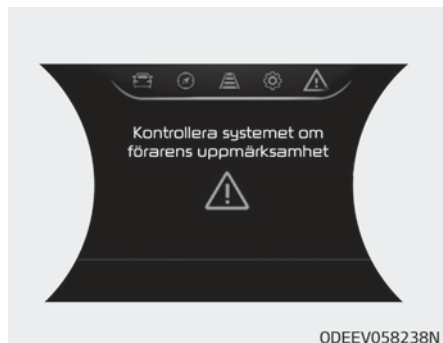 Kontrollera systemet om
förarens uppmärksamhet
ODEEV058238N